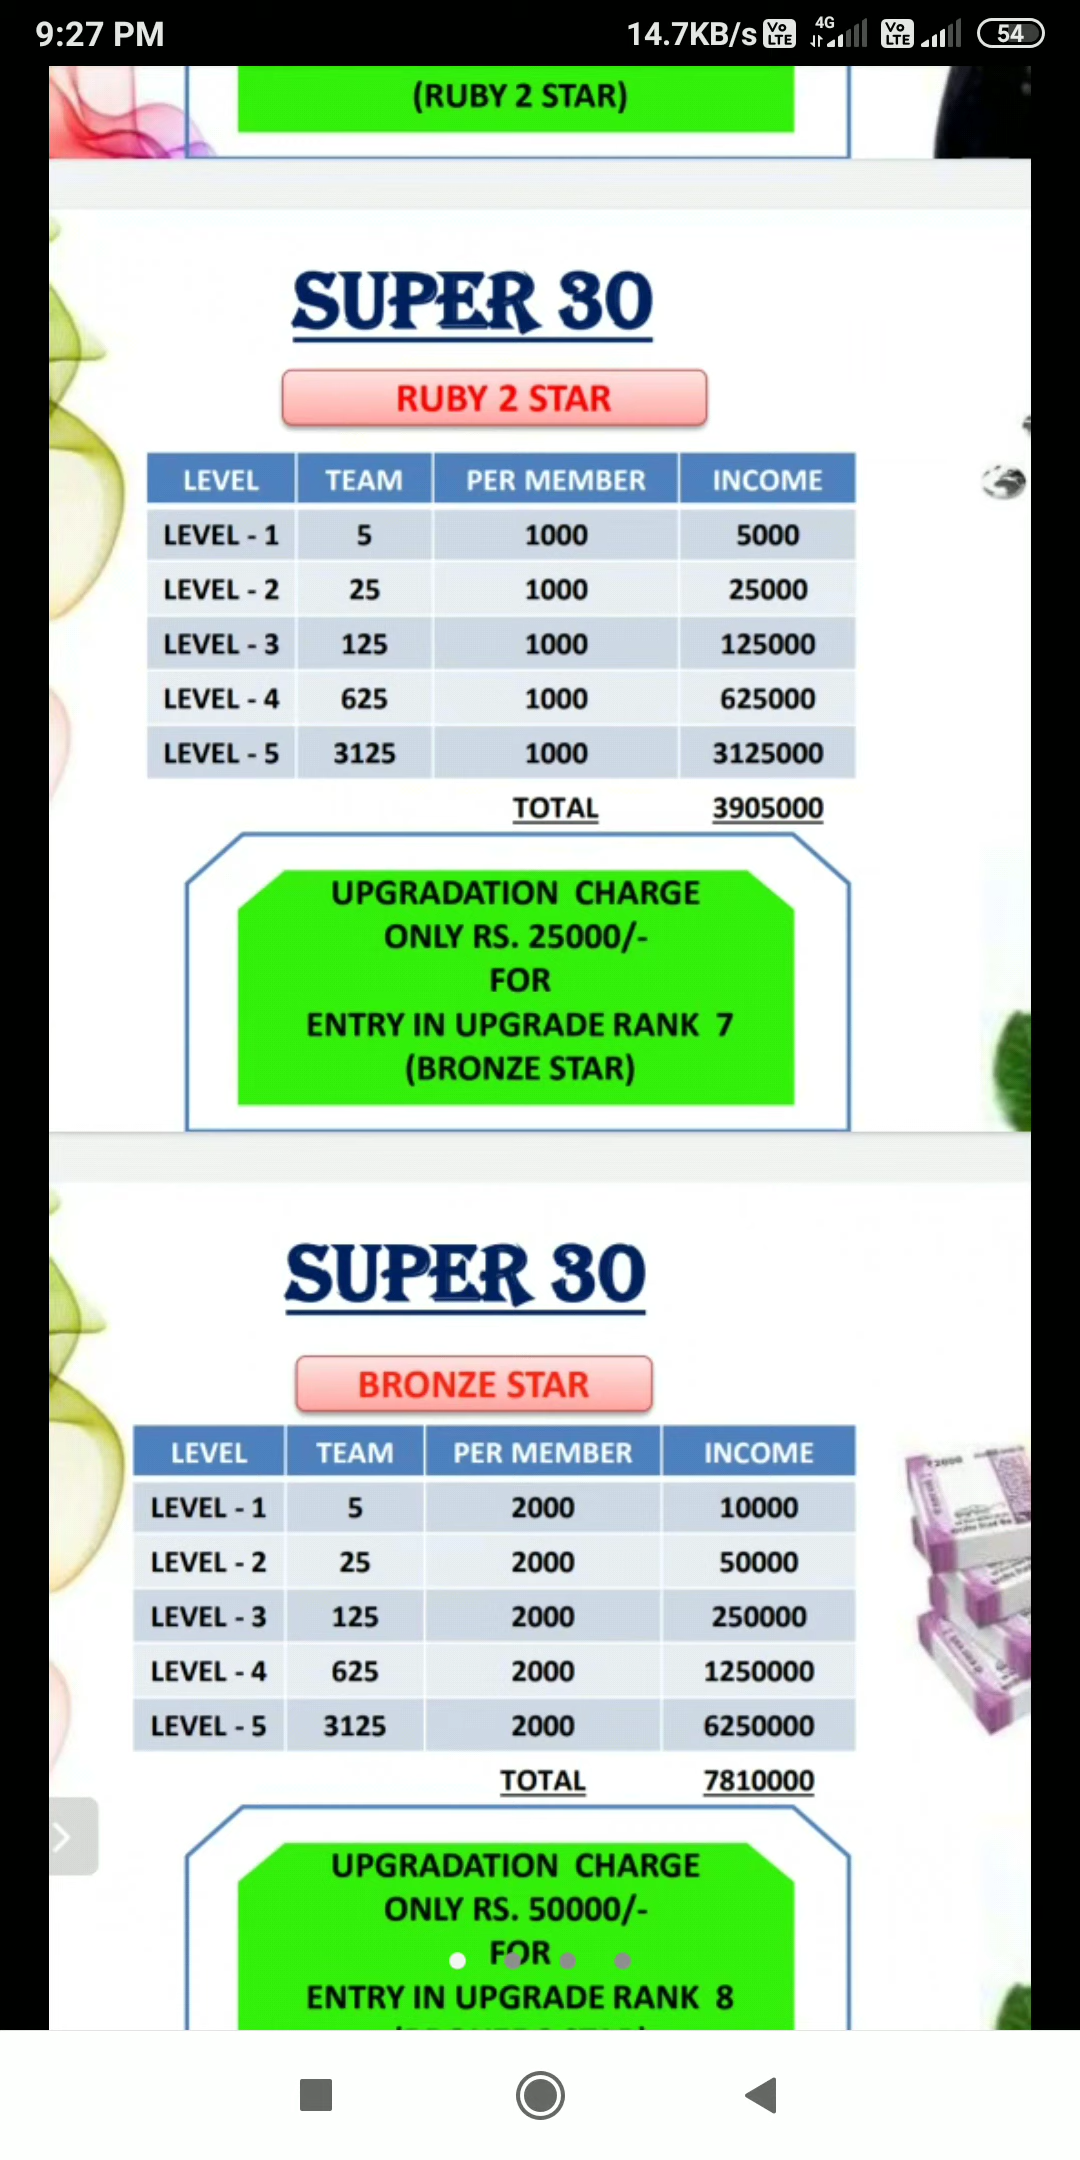 9:27 PM 14.7KB/s Vo LTE 4G Vo LTE 54
(RUBY 2 STAR)
SUPER 30
RUBY 2 STAR
LEVEL TEAM PER MEMBER INCOME
LEVEL - 1 5 1000 5000
LEVEL - 2 25 1000 25000
LEVEL - 3 125 1000 125000
LEVEL - 4 625 1000 625000
LEVEL - 5 3125 1000 3125000
TOTAL 3905000
UPGRADATION CHARGE
ONLY RS. 25000/-
FOR
ENTRY IN UPGRADE RANK 7
(BRONZE STAR)
SUPER 30
BRONZE STAR
LEVEL TEAM PER MEMBER INCOME
LEVEL - 1 5 2000 10000
LEVEL - 2 25 2000 50000
LEVEL - 3 125 2000 250000
LEVEL - 4 625 2000 1250000
LEVEL - 5 3125 2000 6250000
TOTAL 7810000
UPGRADATION CHARGE
ONLY RS. 50000/-
FOR
ENTRY IN UPGRADE RANK 8